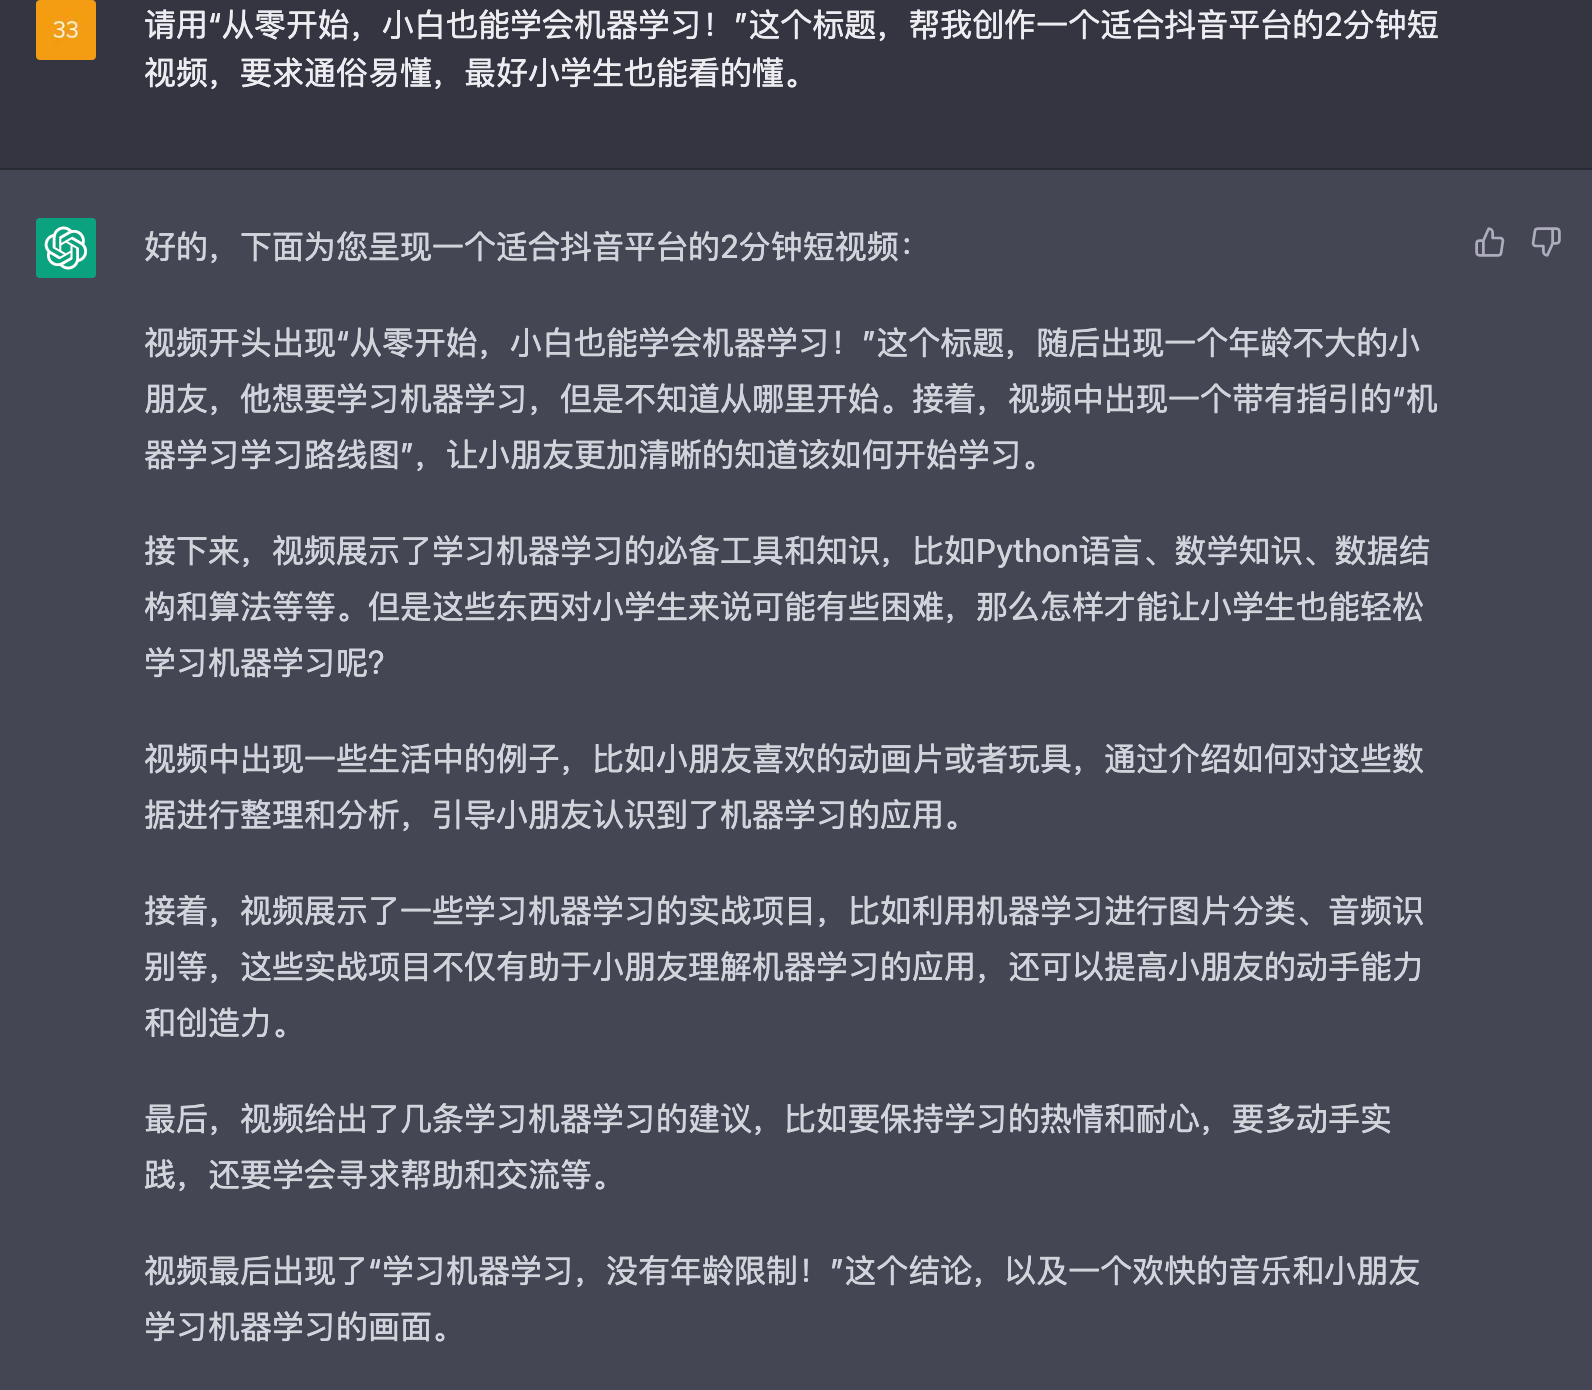 33
请用“从零开始，小白也能学会机器学习！”这个标题，帮我创作一个适合抖音平台的2分钟短
视频，要求通俗易懂，最好小学生也能看的懂。
好的，下面为您呈现一个适合抖音平台的2分钟短视频：
视频开头出现“从零开始，小白也能学会机器学习！”这个标题，随后出现一个年龄不大的小
朋友，他想要学习机器学习，但是不知道从哪里开始。接着，视频中出现一个带有指引的“机
器学习学习路线图”，让小朋友更加清晰的知道该如何开始学习。
接下来，视频展示了学习机器学习的必备工具和知识，比如Python语言、数学知识、数据结
构和算法等等。但是这些东西对小学生来说可能有些困难，那么怎样才能让小学生也能轻松
学习机器学习呢？
视频中出现一些生活中的例子，比如小朋友喜欢的动画片或者玩具，通过介绍如何对这些数
据进行整理和分析，引导小朋友认识到了机器学习的应用。
接着，视频展示了一些学习机器学习的实战项目，比如利用机器学习进行图片分类、音频识
别等，这些实战项目不仅有助于小朋友理解机器学习的应用，还可以提高小朋友的动手能力
和创造力。
最后，视频给出了几条学习机器学习的建议，比如要保持学习的热情和耐心，要多动手实
践，还要学会寻求帮助和交流等。
视频最后出现了“学习机器学习，没有年龄限制！”这个结论，以及一个欢快的音乐和小朋友
学习机器学习的画面。